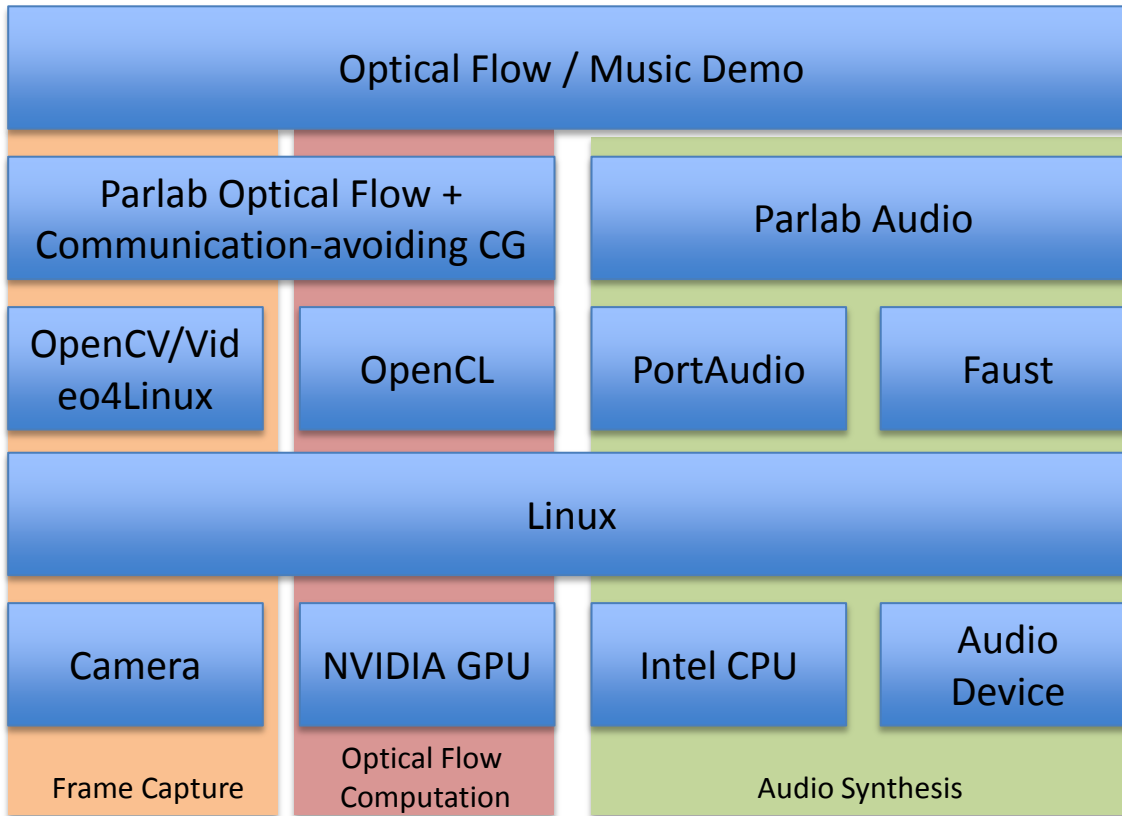 Optical Flow / Music Demo
Parlab Optical Flow +
Communication-avoiding CG
Parlab Audio
OpenCV/Vid
eo4Linux
OpenCL
PortAudio
Faust
Linux
Camera
NVIDIA GPU
Intel CPU
Audio
Device
Frame Capture
Optical Flow
Computation
Audio Synthesis